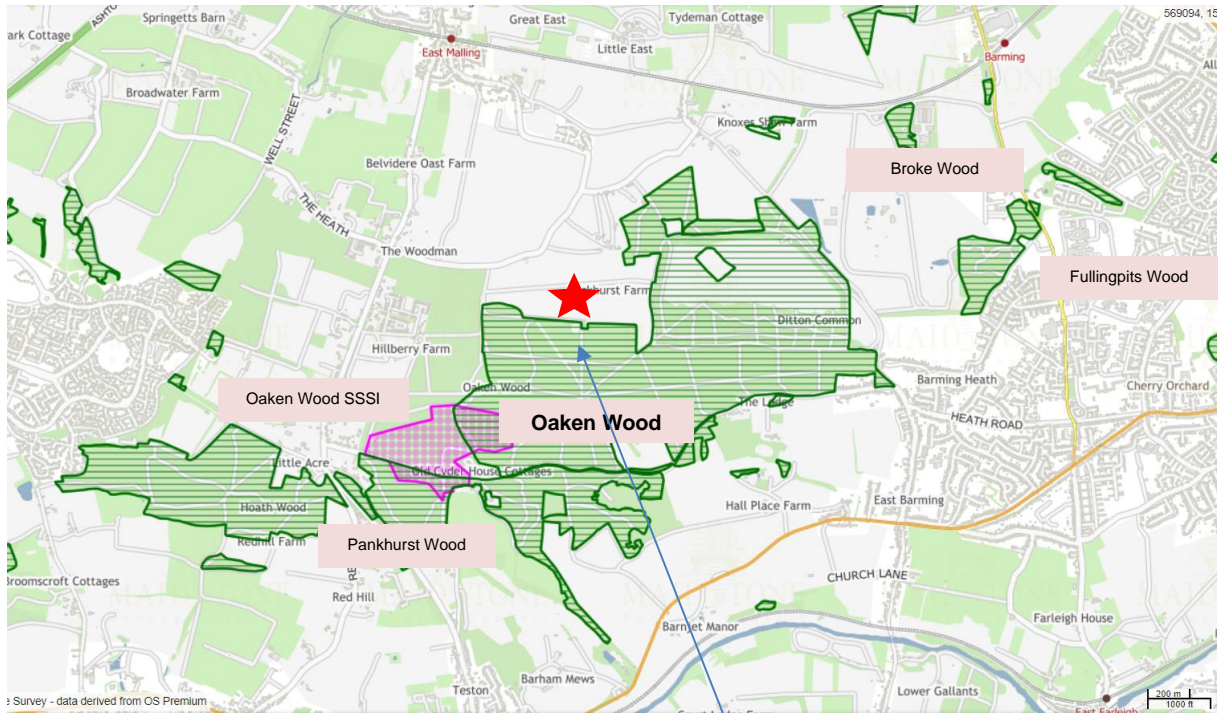 Springetts Barn
Great East
Tydeman Cottage
569094, 15
ark Cottage
ASHTO
East Malling
Little East
Barming
Broadwater Farm
WELL STREET
Knoxes Shaw Farm
Belvidere Oast Farm
Broke Wood
THE HEATH
The Woodman
Fullingpits Wood
khurst Farm
Ditton Common
Hillberry Farm
Oaken Wood SSSI
Oaken Wood
Barming Heath
Cherry Orchard
The Lodge
Oaken Wood
HEATH ROAD
Little Acre
Old Cyder House Cottages
Hoath Wood
Hall Place Farm
East Barming
Redhill Farm
Pankhurst Wood
Broomscroft Cottages
RE
CHURCH LANE
Red Hill
Farleigh House
Barnjet Manor
Barham Mews
Teston
Lower Gallants
e Survey - data derived from OS Premium
East Farleigh
200 m
1000 ft